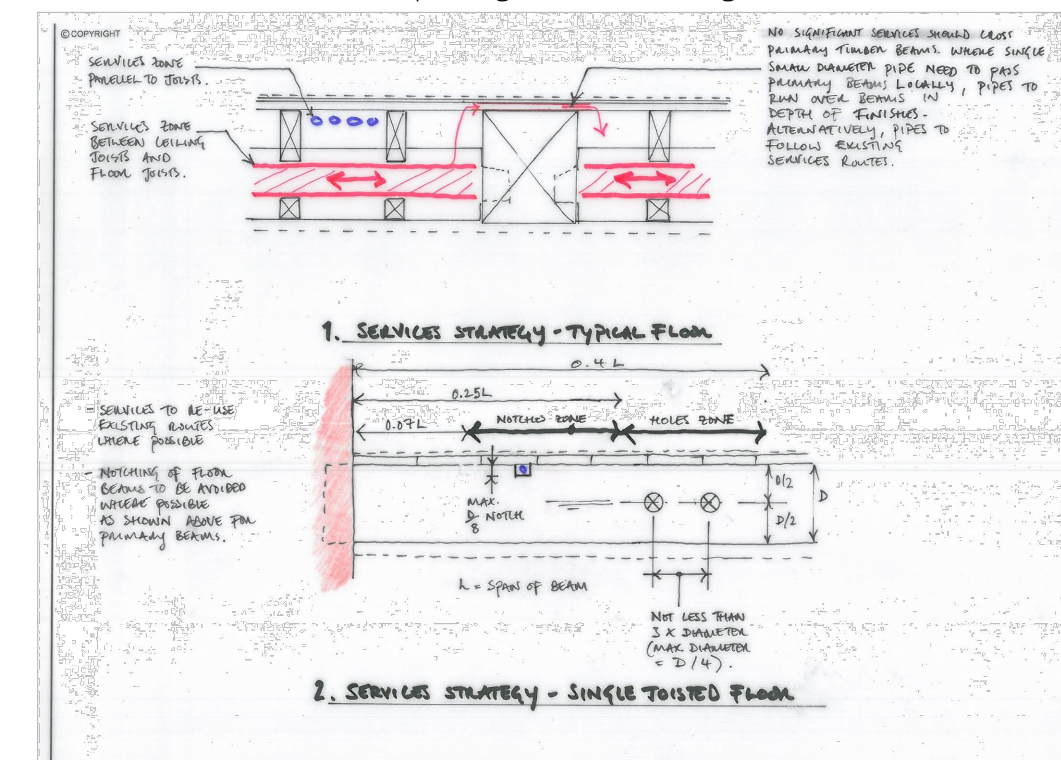 © COPYRIGHT
SERVICES ZONE
PARALLEL TO JOISTS.
SERVICES ZONE
BETWEEN CEILING
JOISTS AND
FLOOR JOISTS.
NO SIGNIFICANT SERVICES SHOULD CROSS
PRIMARY TIMBER BEAMS. WHERE SINGLE
SMALL DIAMETER PIPE NEED TO PASS
PRIMARY BEAMS LOCALLY, PIPES TO
RUN OVER BEAMS IN
DEPTH OF FINISHES.
ALTERNATIVELY, PIPES TO
FOLLOW EXISTING
SERVICES ROUTES.
1. SERVICES STRATEGY - TYPICAL FLOOR
0.4 L
0.25L
0.07L
NOTCHES ZONE
HOLES ZONE
- SERVICES TO RE-USE
EXISTING ROUTES
WHERE POSSIBLE
- NOTCHING OF FLOOR
BEAMS TO BE AVOIDED
WHERE POSSIBLE
AS SHOWN ABOVE FOR
PRIMARY BEAMS.
MAX.
D/8 NOTCH
D/2
D
D/2
L = SPAN OF BEAM
NOT LESS THAN
3 X DIAMETER
(MAX. DIAMETER
= D/4).
2. SERVICES STRATEGY - SINGLE JOISTED FLOOR